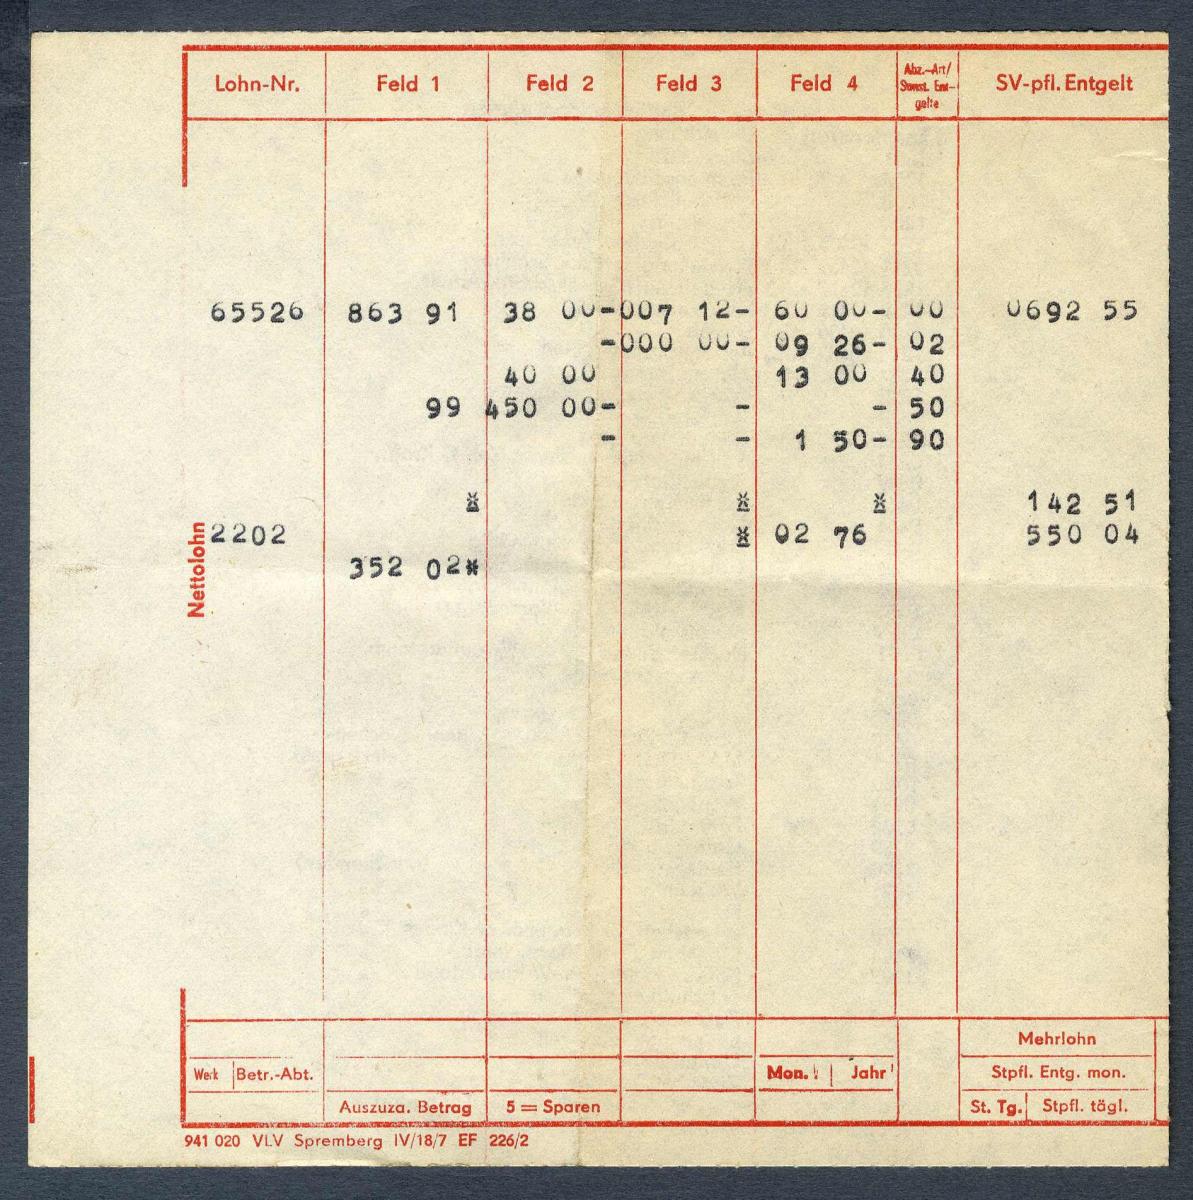 Lohn-Nr. Feld 1 Feld 2 Feld 3 Feld 4 Abz.-Art/ Sonst. Ent- gelte SV-pfl. Entgelt
65526 863 91 38 00- 007 12- 60 00- 00 0692 55
-000 00- 09 26- 02
40 00 13 00 40
99 450 00- - - 50
- - 1 50- 90
* * * 142 51
Nettolohn 2202 * 02 76 550 04
352 02*
Mehrlohn
Werk Betr.-Abt. Mon. Jahr Stpfl. Entg. mon.
Auszuza. Betrag 5 = Sparen St. Tg. Stpfl. tägl.
941 020 VLV Spremberg IV/18/7 EF 226/2